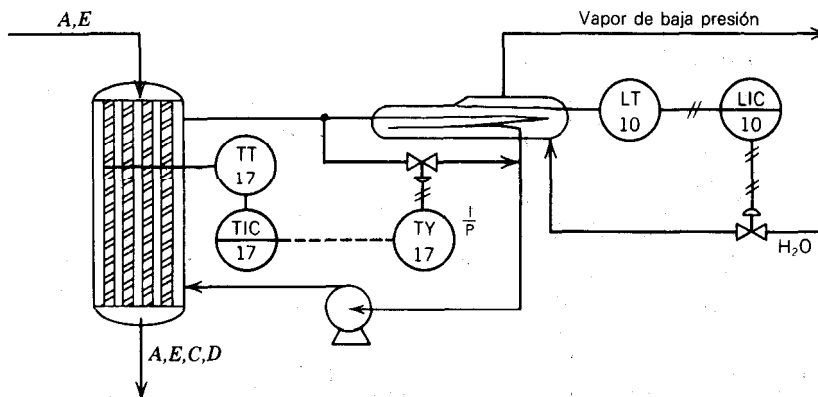 A,E
Vapor de baja presión
LT
10
LIC
10
TT
17
TIC
17
TY
17
I/P
H₂O
A,E,C,D